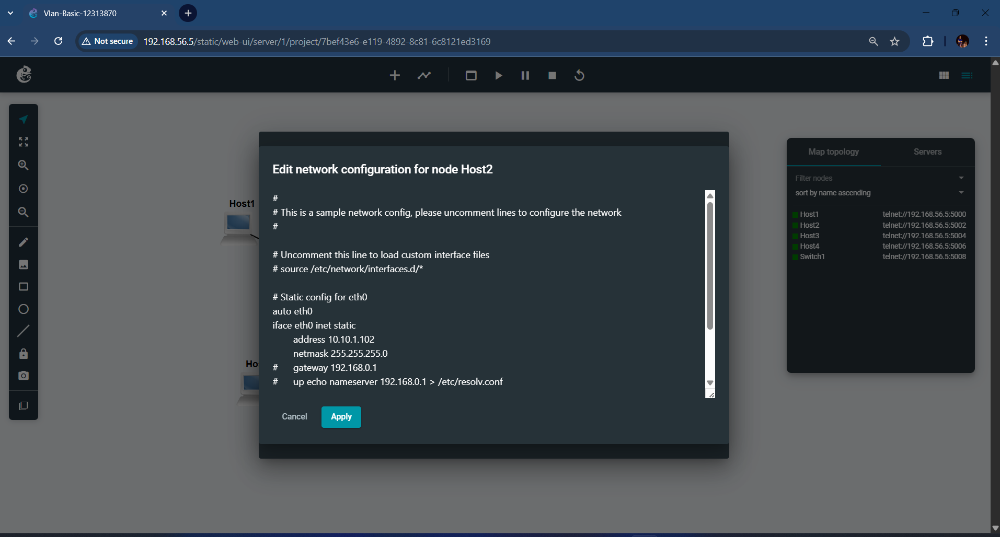 Vlan-Basic-12313870
Not secure
192.168.56.5/static/web-ui/server/1/project/7bef43e6-e119-4892-8c81-6c8121ed3169
Host1
Ho
Edit network configuration for node Host2
#
# This is a sample network config, please uncomment lines to configure the network
#
# Uncomment this line to load custom interface files
# source /etc/network/interfaces.d/*
# Static config for eth0
auto eth0
iface eth0 inet static
address 10.10.1.102
netmask 255.255.255.0
# gateway 192.168.0.1
# up echo nameserver 192.168.0.1 > /etc/resolv.conf
Cancel Apply
Map topology Servers
Filter nodes
sort by name ascending
Host1 telnet://192.168.56.5:5000
Host2 telnet://192.168.56.5:5002
Host3 telnet://192.168.56.5:5004
Host4 telnet://192.168.56.5:5006
Switch1 telnet://192.168.56.5:5008